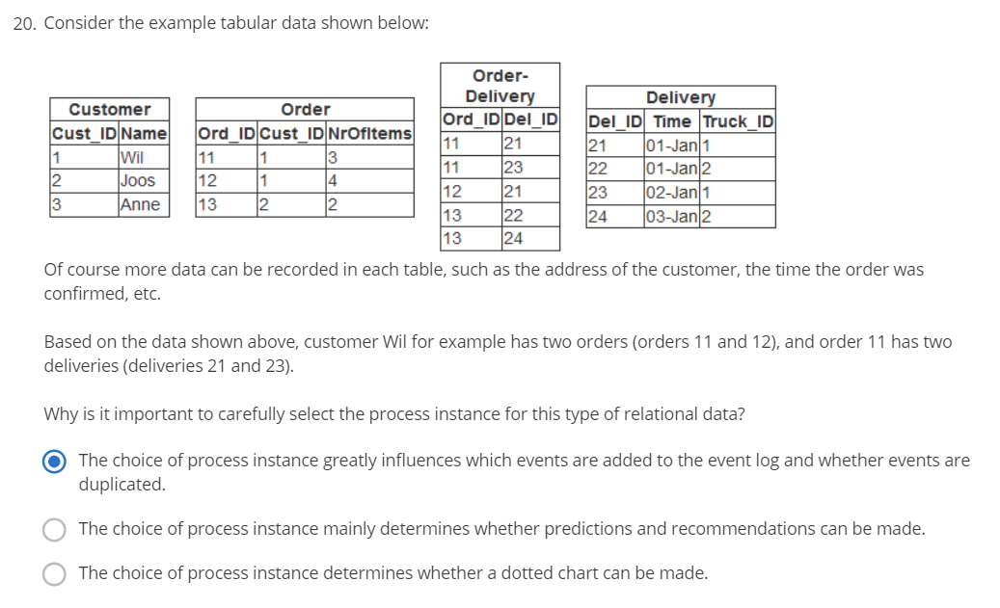 20. Consider the example tabular data shown below:
Customer
Cust_ID Name
1 Wil
2 Joos
3 Anne
Order
Ord_ID Cust_ID NrOfItems
11 1 3
12 1 4
13 2 2
Order-
Delivery
Ord_ID Del_ID
11 21
11 23
12 21
13 22
13 24
Delivery
Del_ID Time Truck_ID
21 01-Jan 1
22 01-Jan 2
23 02-Jan 1
24 03-Jan 2
Of course more data can be recorded in each table, such as the address of the customer, the time the order was
confirmed, etc.
Based on the data shown above, customer Wil for example has two orders (orders 11 and 12), and order 11 has two
deliveries (deliveries 21 and 23).
Why is it important to carefully select the process instance for this type of relational data?
The choice of process instance greatly influences which events are added to the event log and whether events are
duplicated.
The choice of process instance mainly determines whether predictions and recommendations can be made.
The choice of process instance determines whether a dotted chart can be made.